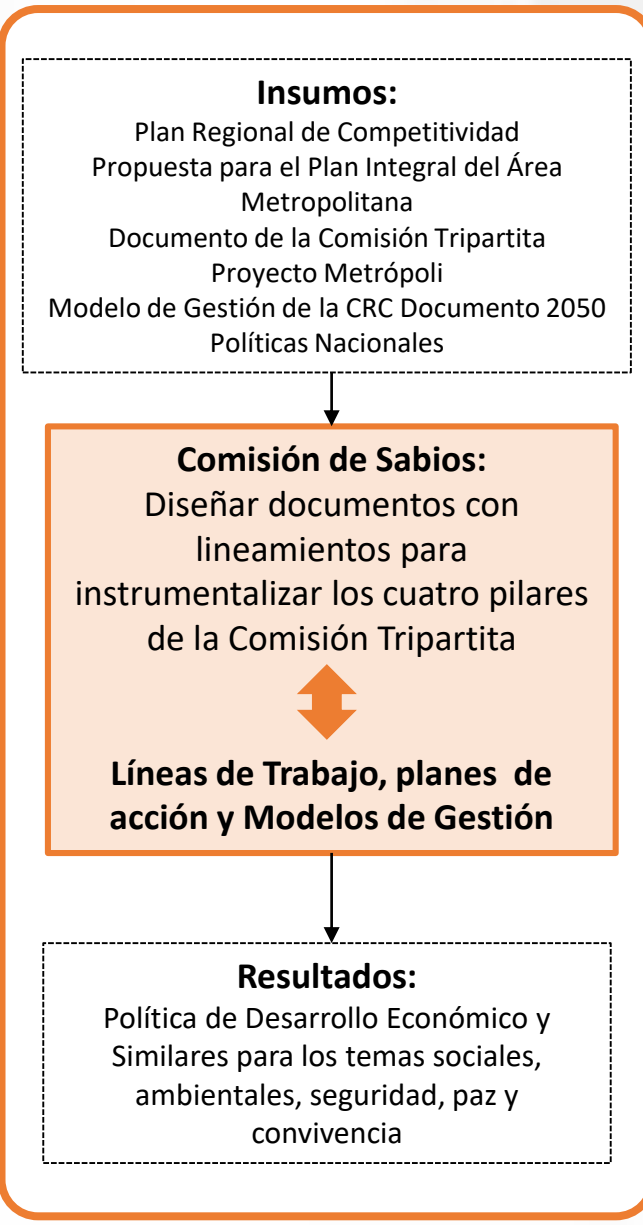 Insumos:
Plan Regional de Competitividad
Propuesta para el Plan Integral del Área
Metropolitana
Documento de la Comisión Tripartita
Proyecto Metrópoli
Modelo de Gestión de la CRC Documento 2050
Políticas Nacionales
Comisión de Sabios:
Diseñar documentos con
lineamientos para
instrumentalizar los cuatro pilares
de la Comisión Tripartita
Líneas de Trabajo, planes de
acción y Modelos de Gestión
Resultados:
Política de Desarrollo Económico y
Similares para los temas sociales,
ambientales, seguridad, paz y
convivencia